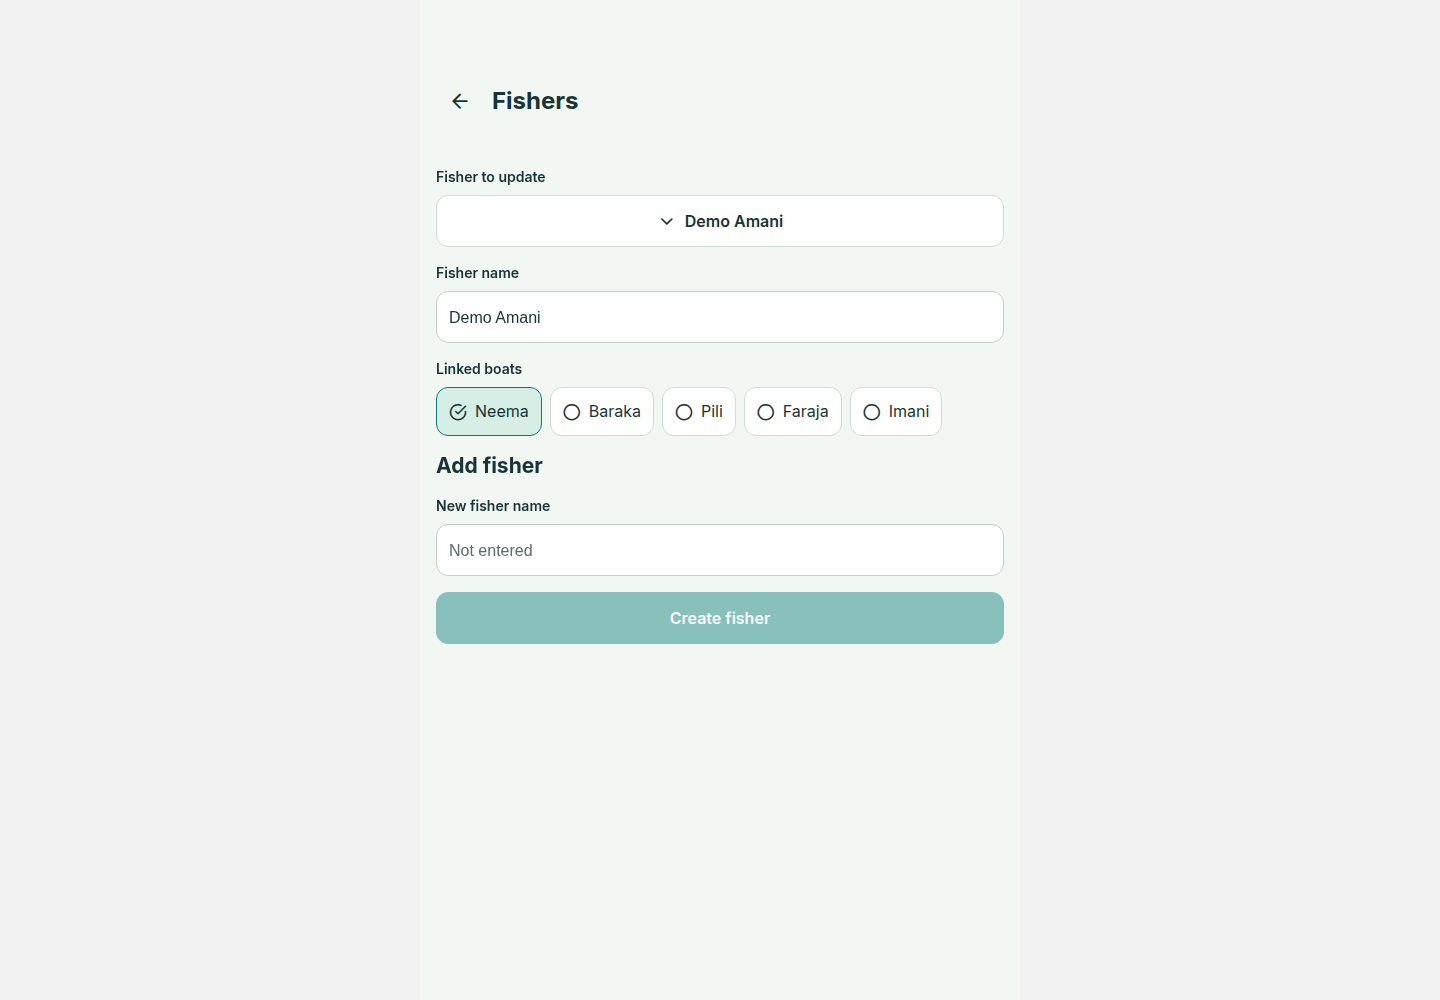 Fishers
Fisher to update
Demo Amani
Fisher name
Demo Amani
Linked boats
Neema Baraka Pili Faraja Imani
Add fisher
New fisher name
Not entered
Create fisher